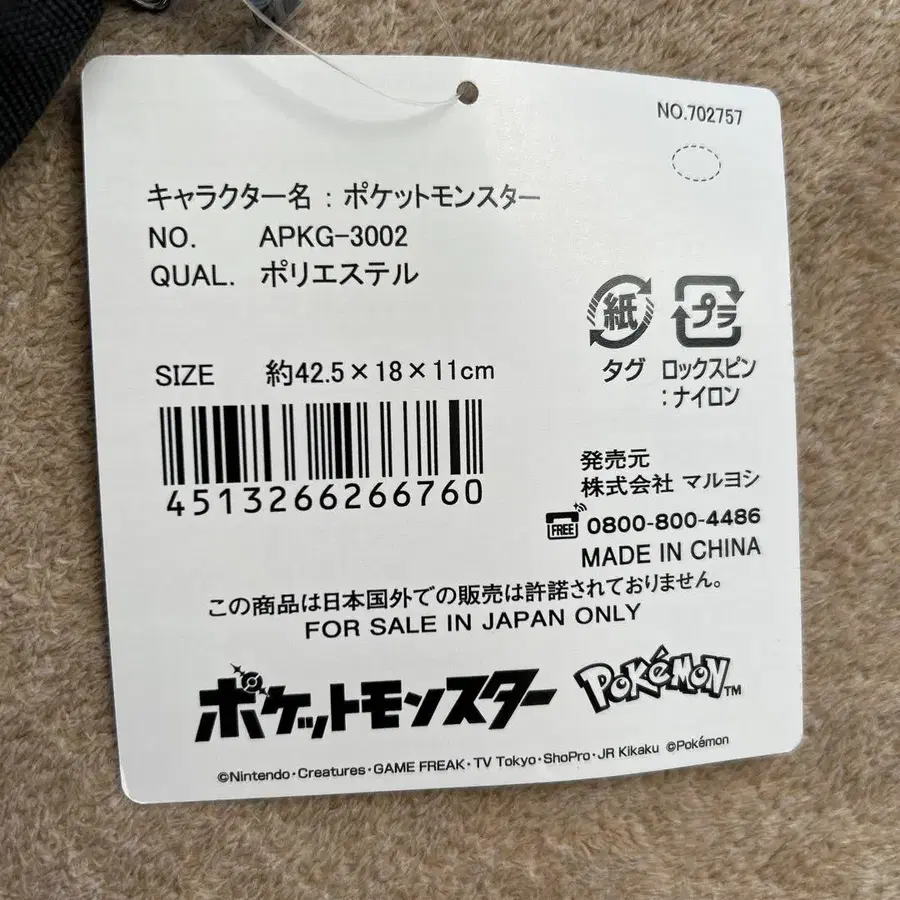 NO.702757
キャラクター名：ポケットモンスター
NO. APKG-3002
QUAL. ポリエステル
紙 プラ
タグ ロックスピン
：ナイロン
SIZE 約42.5×18×11cm
4513266266760
発売元
株式会社 マルヨシ
FREE 0800-800-4486
MADE IN CHINA
この商品は日本国外での販売は許諾されておりません。
FOR SALE IN JAPAN ONLY
ポケットモンスター POKéMON™
©Nintendo・Creatures・GAME FREAK・TV Tokyo・ShoPro・JR Kikaku ©Pokémon